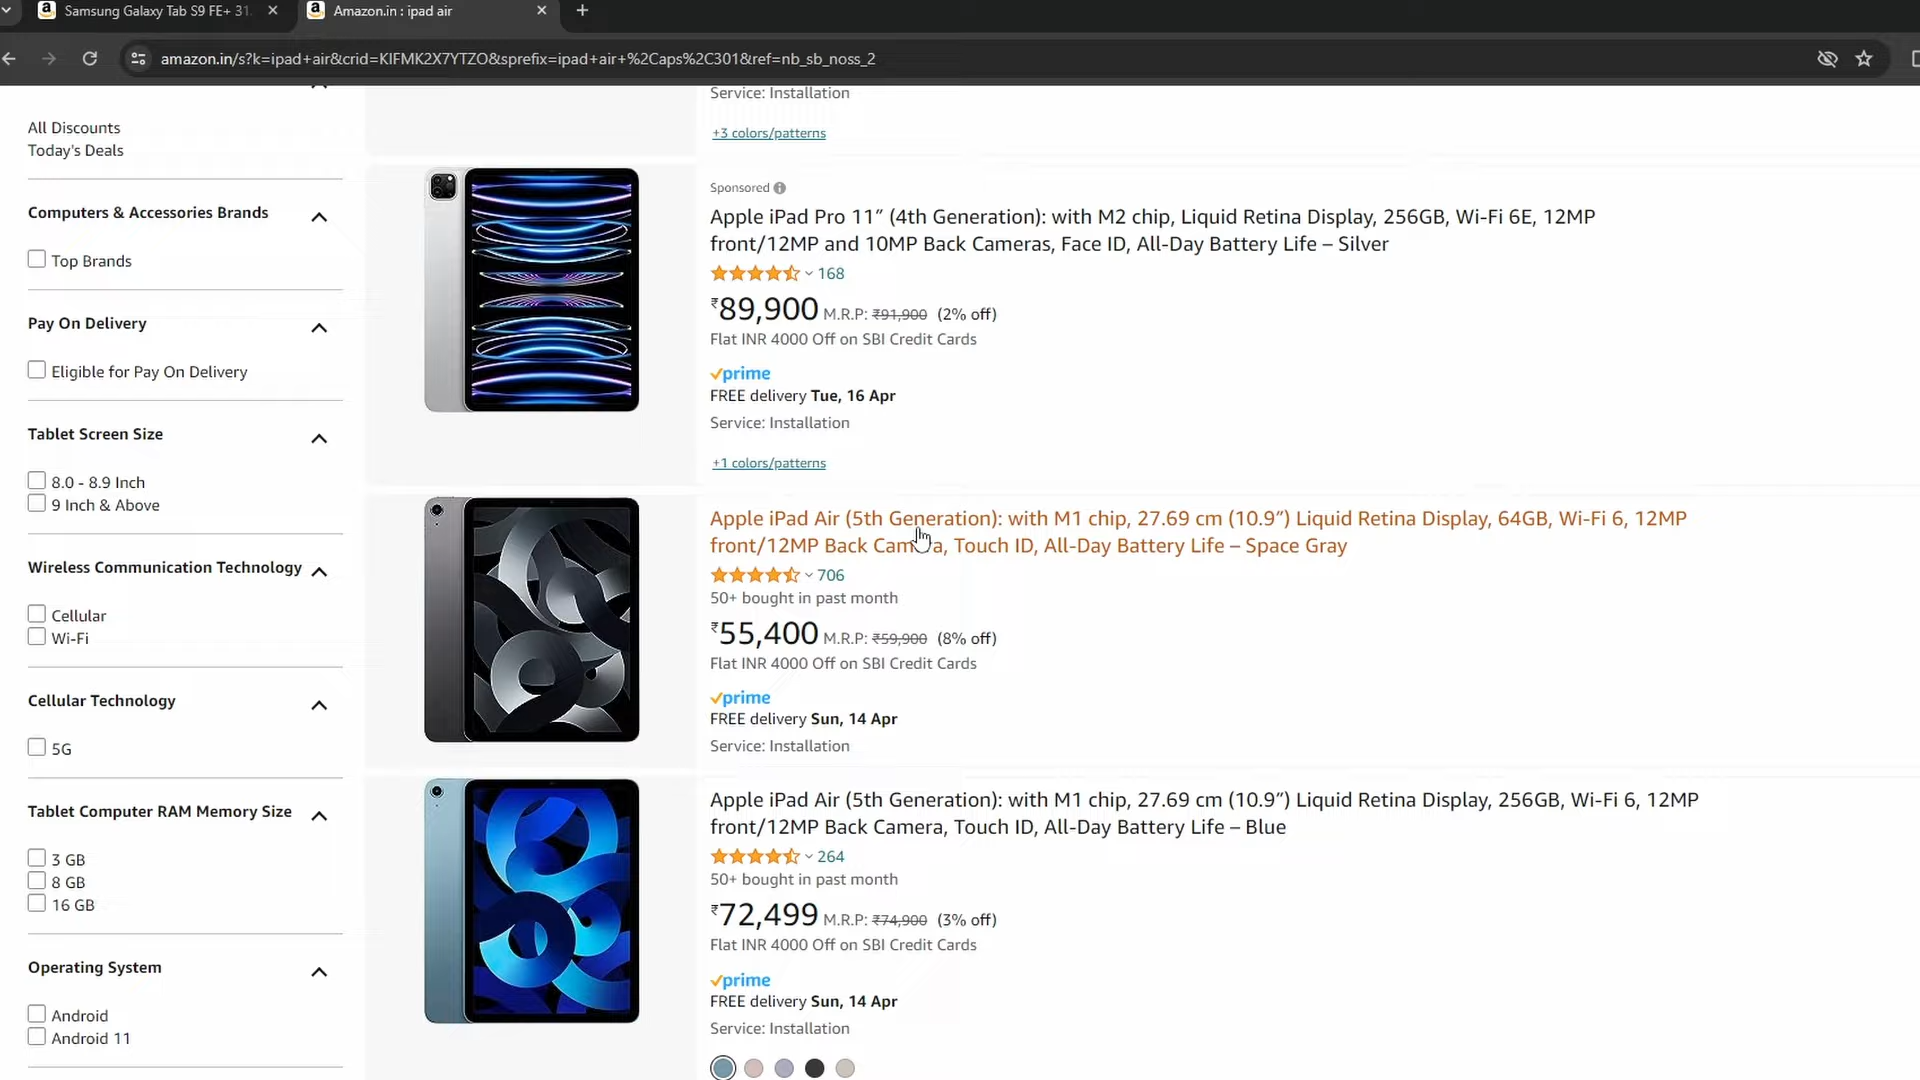 Samsung Galaxy Tab S9 FE+ 31
Amazon.in : ipad air
amazon.in/s?k=ipad+air&crid=KIFMK2X7YTZO&sprefix=ipad+air+%2Caps%2C301&ref=nb_sb_noss_2
All Discounts
Today's Deals
Computers & Accessories Brands
Top Brands
Pay On Delivery
Eligible for Pay On Delivery
Tablet Screen Size
8.0 - 8.9 Inch
9 Inch & Above
Wireless Communication Technology
Cellular
Wi-Fi
Cellular Technology
5G
Tablet Computer RAM Memory Size
3 GB
8 GB
16 GB
Operating System
Android
Android 11
Service: Installation
+3 colors/patterns
Sponsored
Apple iPad Pro 11″ (4th Generation): with M2 chip, Liquid Retina Display, 256GB, Wi-Fi 6E, 12MP
front/12MP and 10MP Back Cameras, Face ID, All-Day Battery Life – Silver
168
₹89,900 M.R.P: ₹91,900 (2% off)
Flat INR 4000 Off on SBI Credit Cards
prime
FREE delivery Tue, 16 Apr
Service: Installation
+1 colors/patterns
Apple iPad Air (5th Generation): with M1 chip, 27.69 cm (10.9″) Liquid Retina Display, 64GB, Wi-Fi 6, 12MP
front/12MP Back Camera, Touch ID, All-Day Battery Life – Space Gray
706
50+ bought in past month
₹55,400 M.R.P: ₹59,900 (8% off)
Flat INR 4000 Off on SBI Credit Cards
prime
FREE delivery Sun, 14 Apr
Service: Installation
Apple iPad Air (5th Generation): with M1 chip, 27.69 cm (10.9″) Liquid Retina Display, 256GB, Wi-Fi 6, 12MP
front/12MP Back Camera, Touch ID, All-Day Battery Life – Blue
264
50+ bought in past month
₹72,499 M.R.P: ₹74,900 (3% off)
Flat INR 4000 Off on SBI Credit Cards
prime
FREE delivery Sun, 14 Apr
Service: Installation